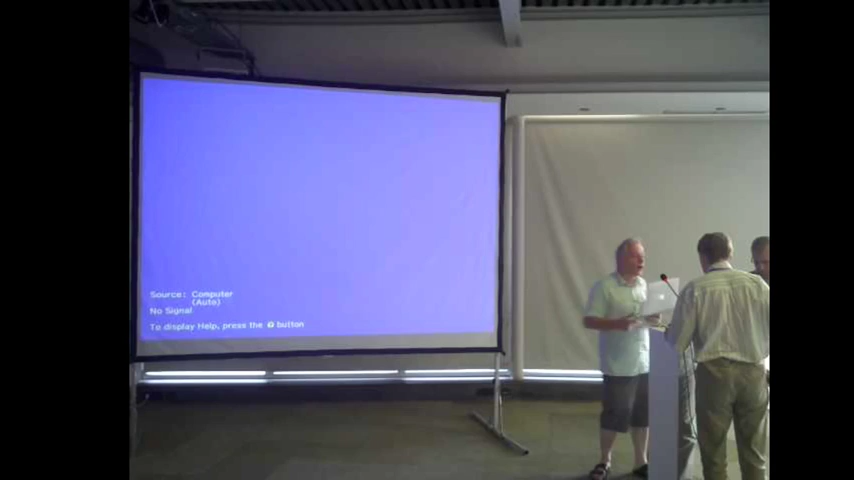 Source: Computer
(Auto)
No Signal
To display Help, press the button